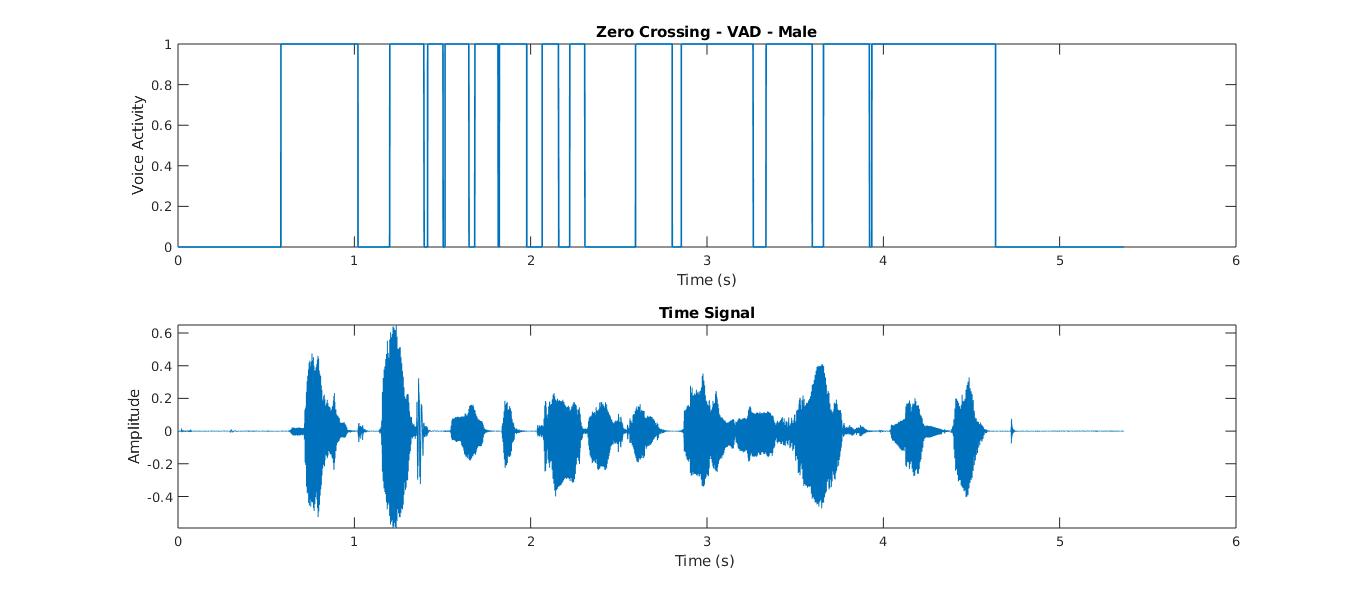 Zero Crossing - VAD - Male
Voice Activity
1
0.8
0.6
0.4
0.2
0
0 1 2 3 4 5 6
Time (s)
Time Signal
Amplitude
0.6
0.4
0.2
0
-0.2
-0.4
0 1 2 3 4 5 6
Time (s)